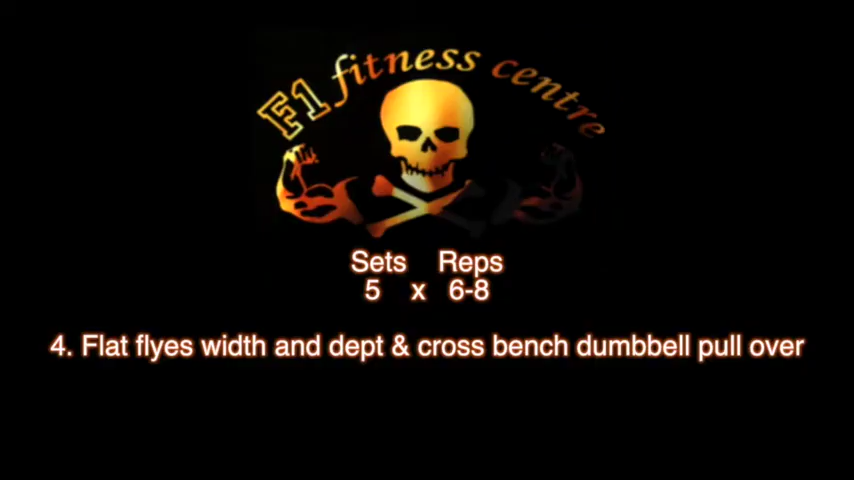 F1 fitness centre
Sets Reps
5 x 6-8
4. Flat flyes width and dept & cross bench dumbbell pull over